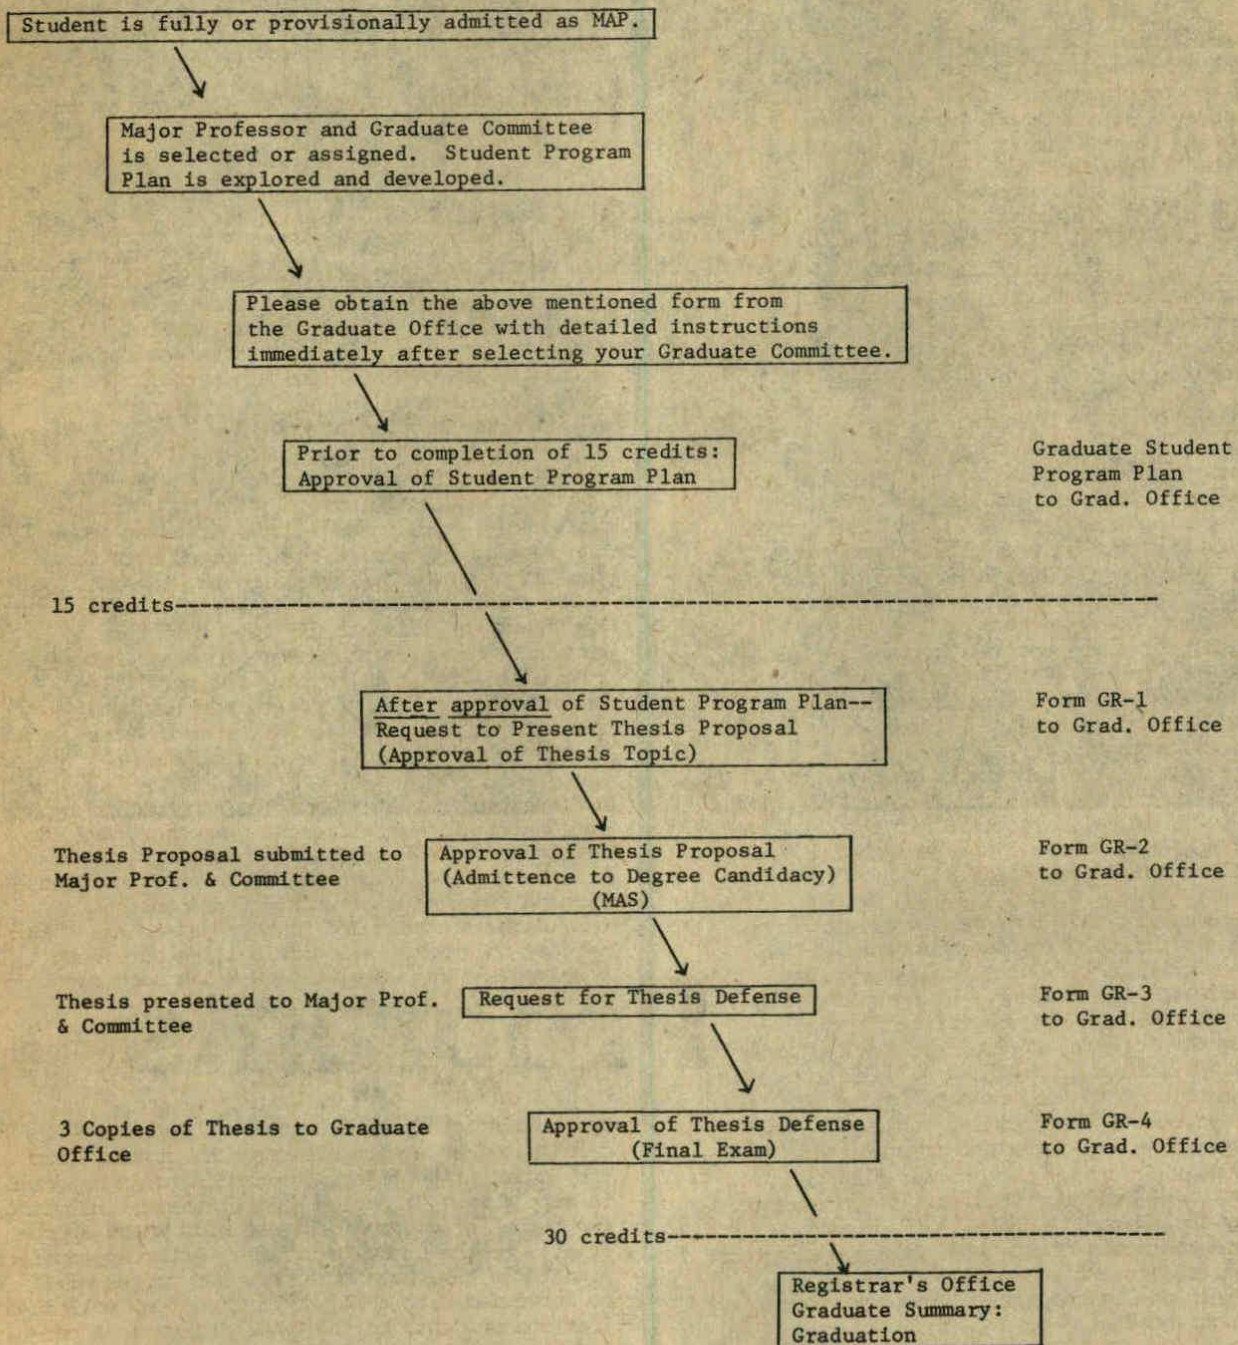 Student is fully or provisionally admitted as MAP.
Major Professor and Graduate Committee
is selected or assigned. Student Program
Plan is explored and developed.
Please obtain the above mentioned form from
the Graduate Office with detailed instructions
immediately after selecting your Graduate Committee.
Prior to completion of 15 credits:
Approval of Student Program Plan
Graduate Student
Program Plan
to Grad. Office
15 credits--------------------------------------------------------------------------------
After approval of Student Program Plan--
Request to Present Thesis Proposal
(Approval of Thesis Topic)
Form GR-1
to Grad. Office
Thesis Proposal submitted to
Major Prof. & Committee
Approval of Thesis Proposal
(Admittence to Degree Candidacy)
(MAS)
Form GR-2
to Grad. Office
Thesis presented to Major Prof.
& Committee
Request for Thesis Defense
Form GR-3
to Grad. Office
3 Copies of Thesis to Graduate
Office
Approval of Thesis Defense
(Final Exam)
Form GR-4
to Grad. Office
30 credits----------------------------------------
Registrar's Office
Graduate Summary:
Graduation